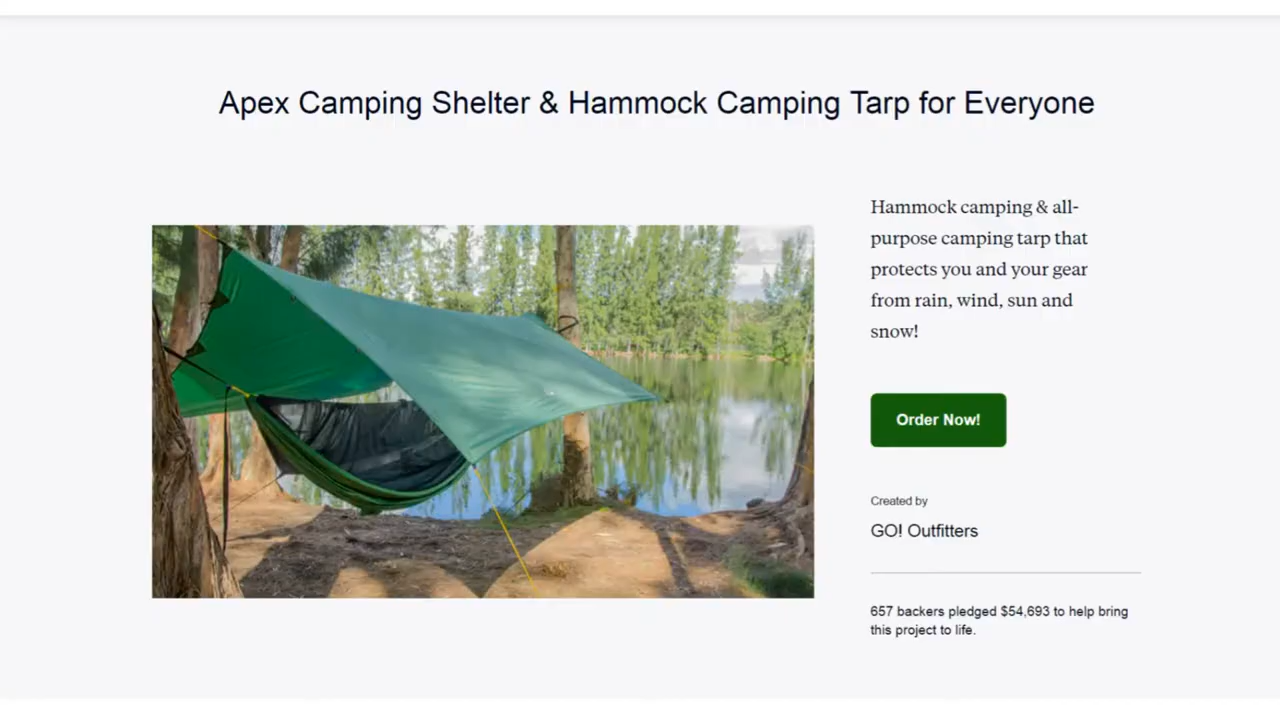 Apex Camping Shelter & Hammock Camping Tarp for Everyone
Hammock camping & all-
purpose camping tarp that
protects you and your gear
from rain, wind, sun and
snow!
Order Now!
Created by
GO! Outfitters
657 backers pledged $54,693 to help bring
this project to life.